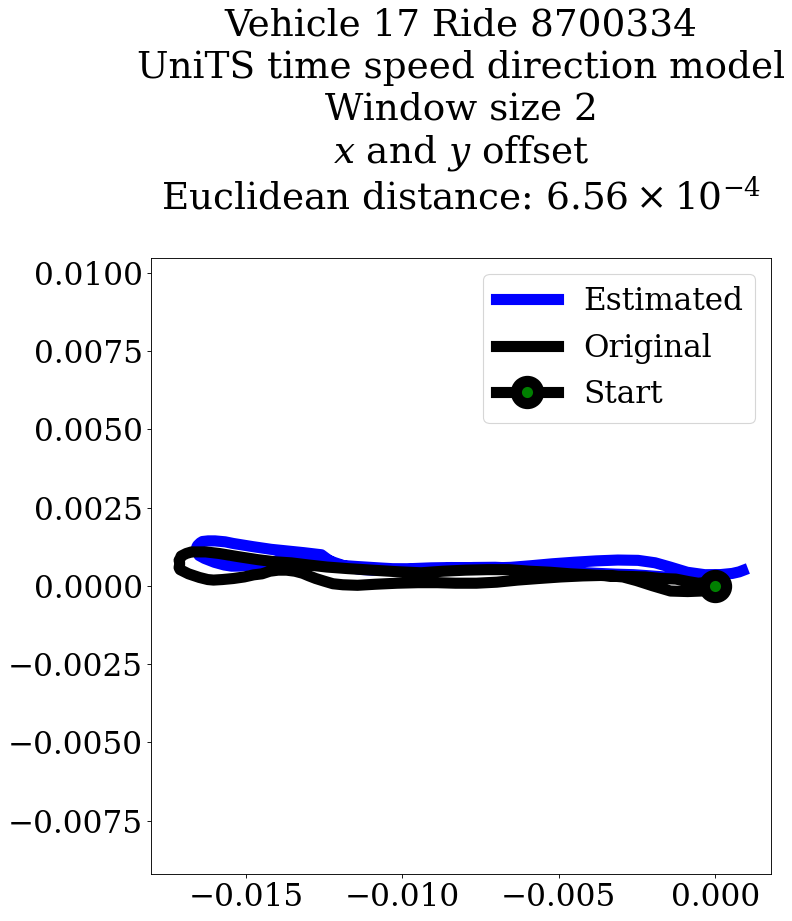 Vehicle 17 Ride 8700334
UniTS time speed direction model
Window size 2
x and y offset
Euclidean distance: 6.56 × 10⁻⁴
0.0100
0.0075
0.0050
0.0025
0.0000
−0.0025
−0.0050
−0.0075
Estimated
Original
Start
−0.015 −0.010 −0.005 0.000